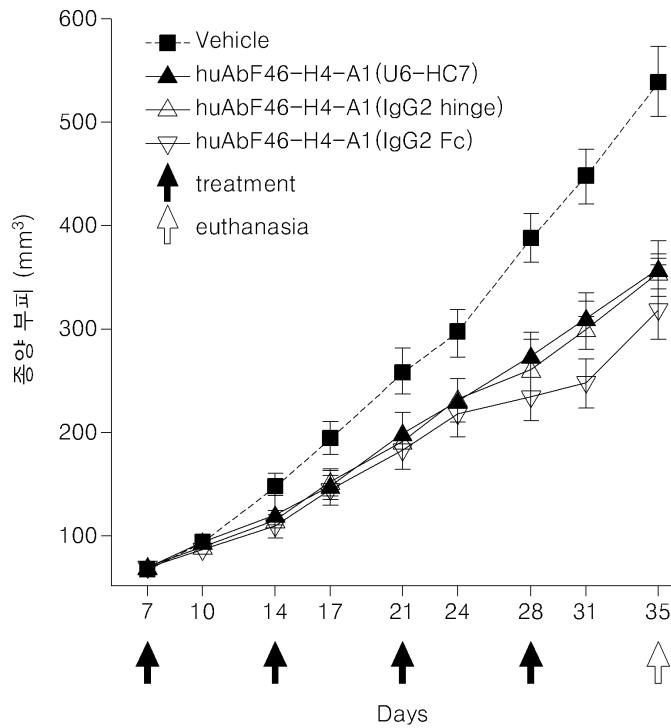 600
500
400
300
200
100
종양 부피 (mm³)
Vehicle
huAbF46-H4-A1(U6-HC7)
huAbF46-H4-A1(IgG2 hinge)
huAbF46-H4-A1(IgG2 Fc)
treatment
euthanasia
7 10 14 17 21 24 28 31 35
Days